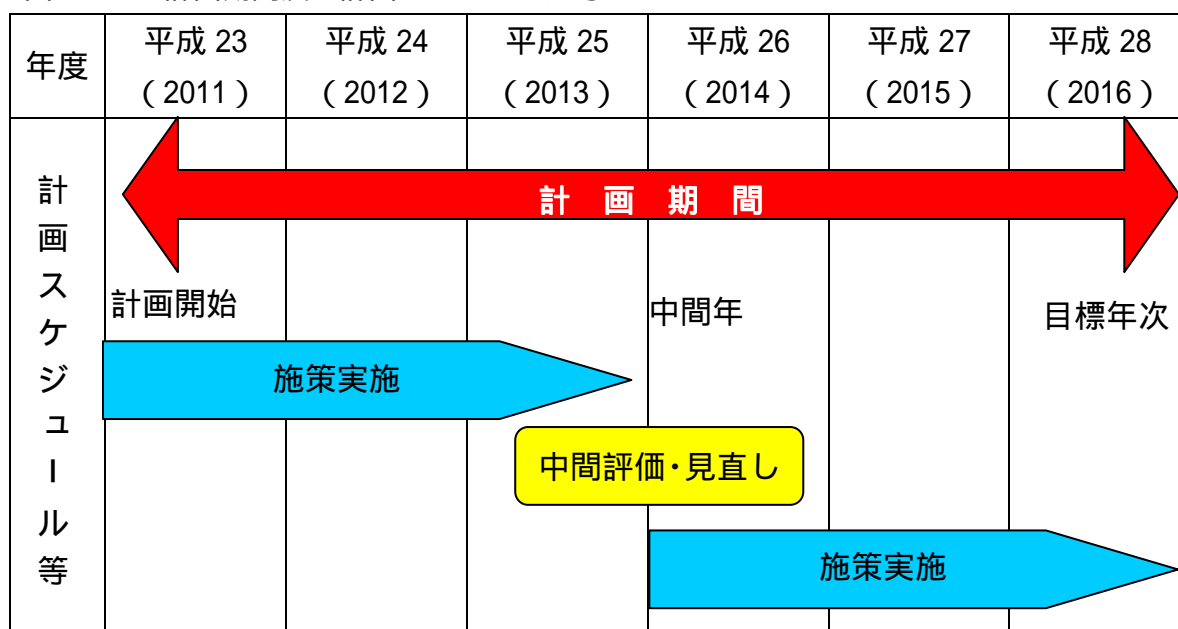 年度
平成 23
(2011)
平成 24
(2012)
平成 25
(2013)
平成 26
(2014)
平成 27
(2015)
平成 28
(2016)
計画スケジュール等
計画期間
計画開始
中間年
目標年次
施策実施
中間評価・見直し
施策実施